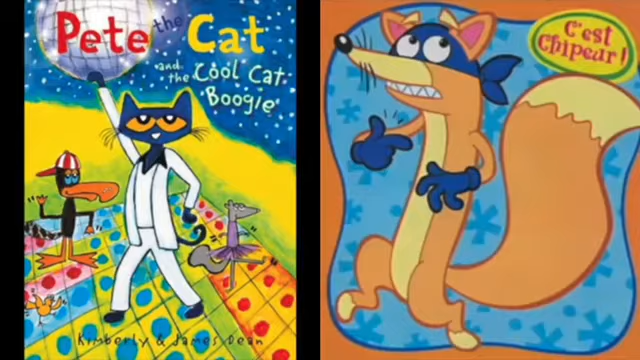 Pete the Cat
and the Cool Cat
Boogie
Kimberly & James Dean
C'est
Chipeur!